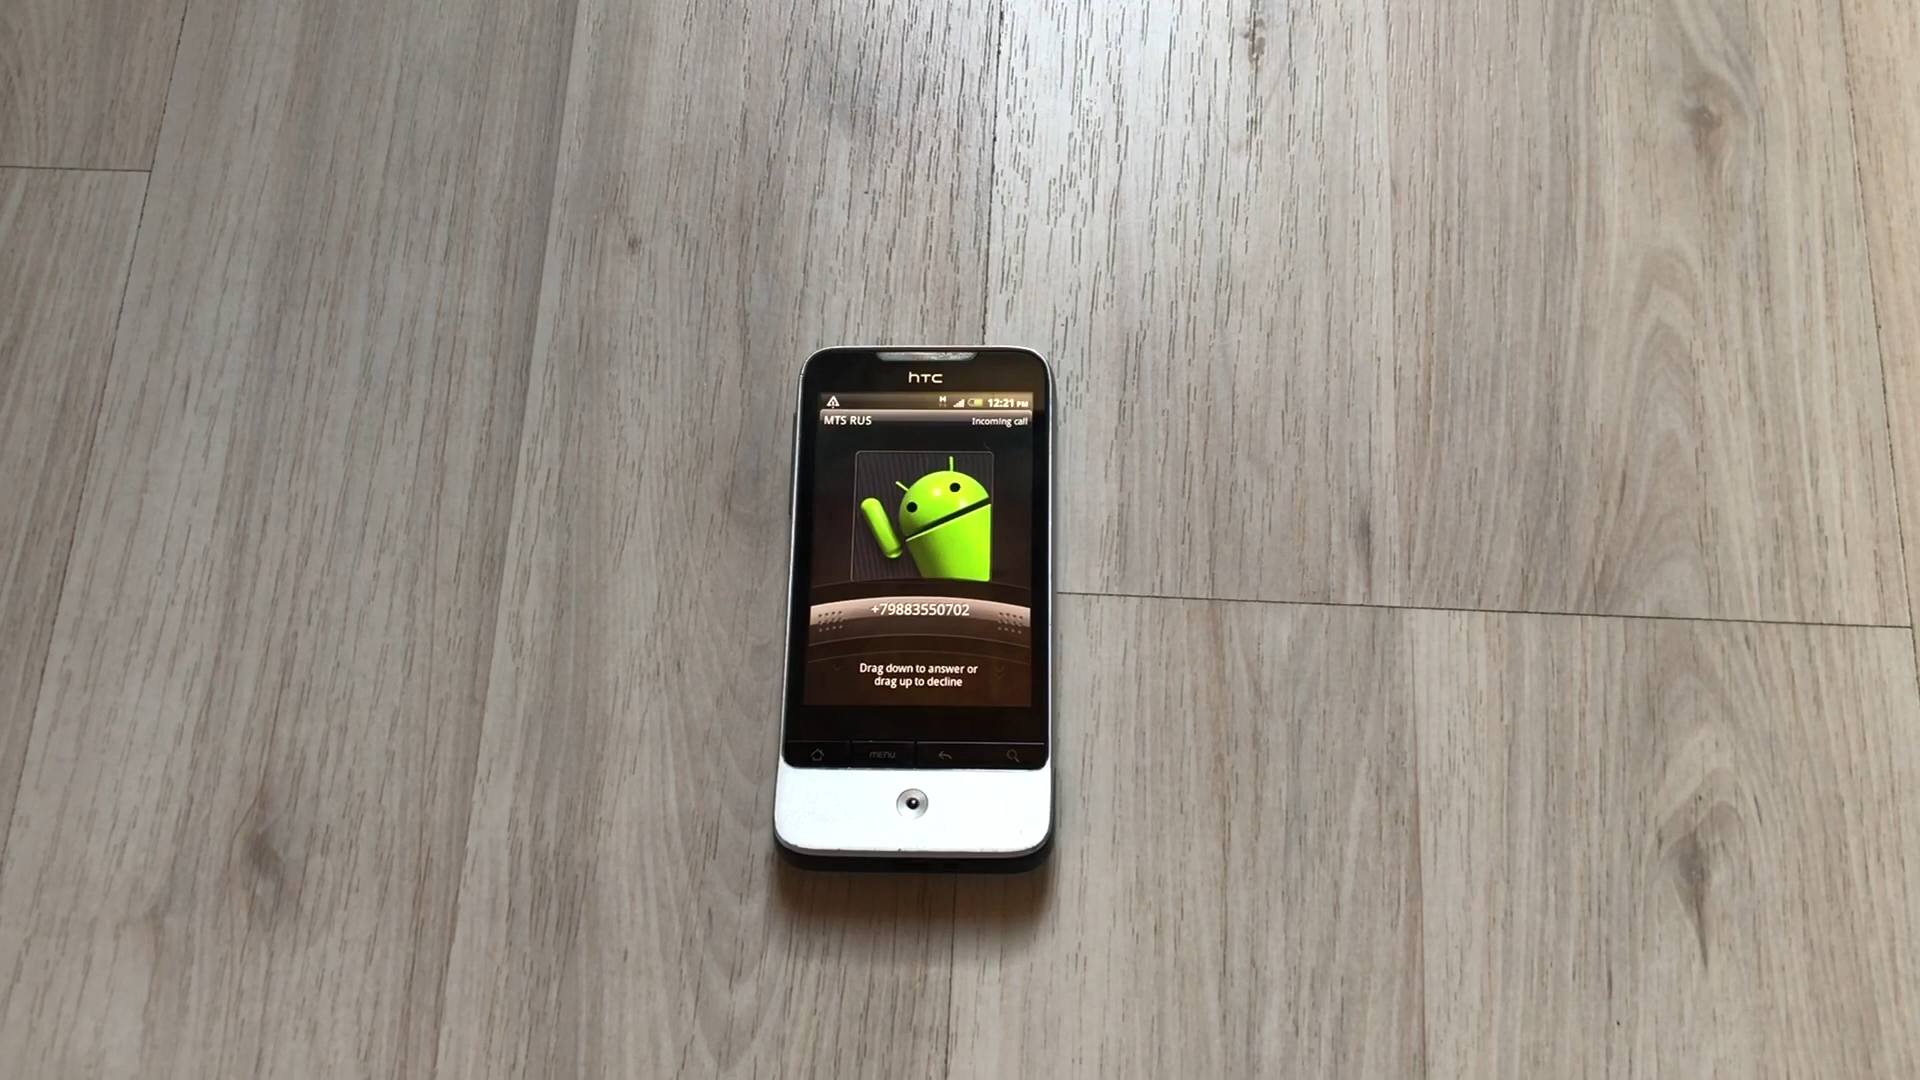 hTC
H
12:21 PM
MTS RUS
Incoming call
+79883550702
Drag down to answer or
drag up to decline
menu